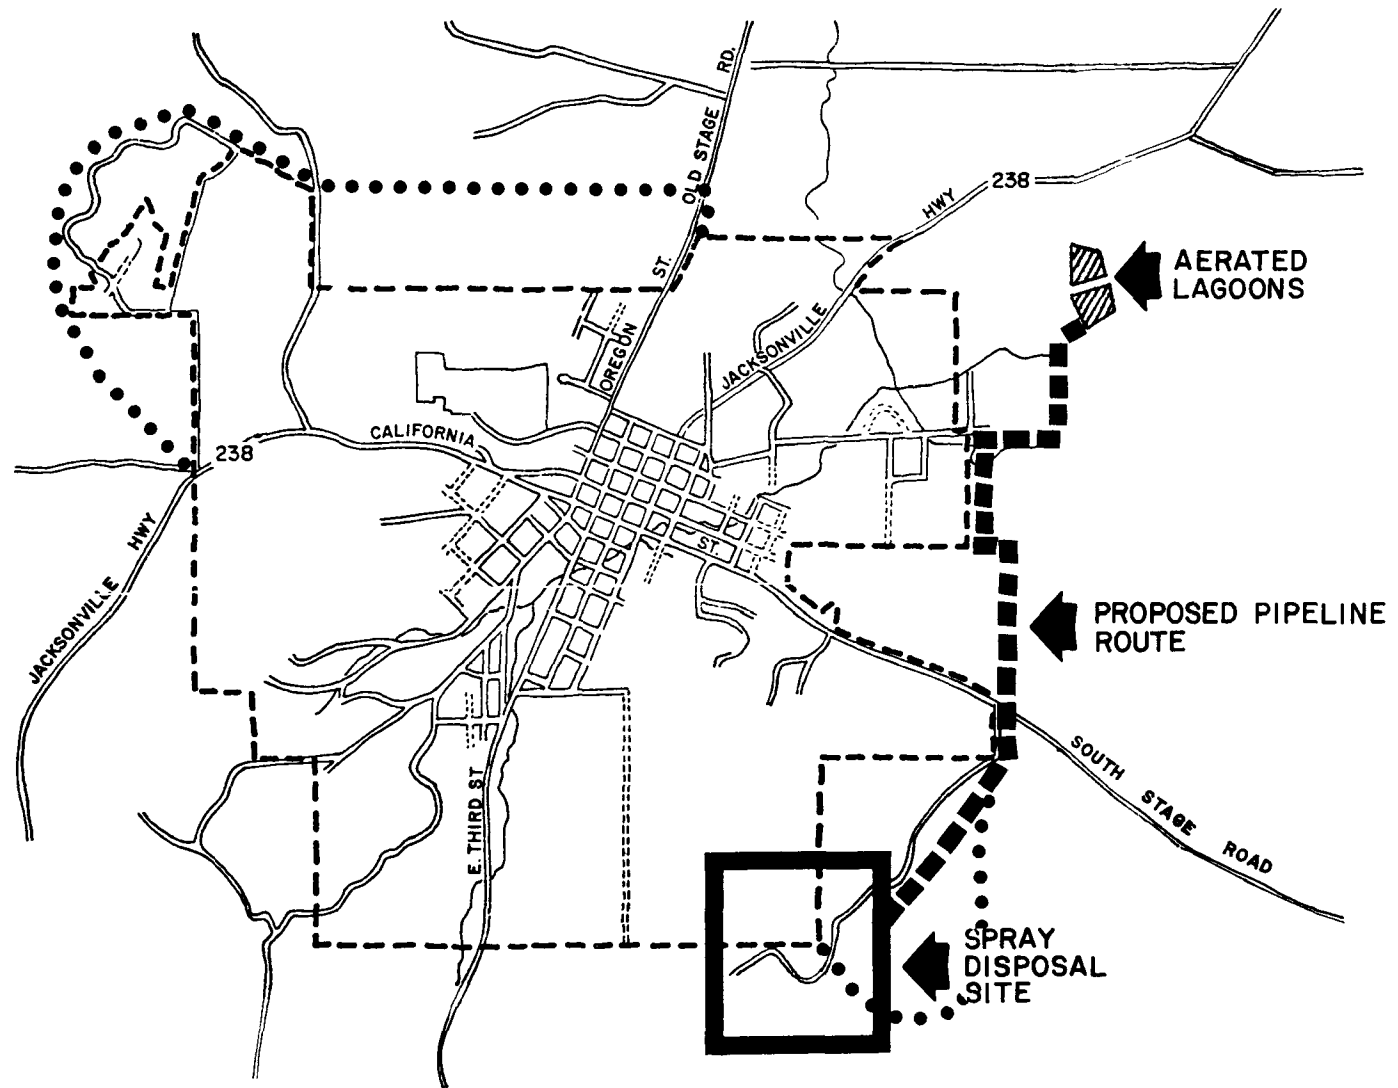 OLD STAGE RD.
HWY
238
AERATED
LAGOONS
OREGON ST.
JACKSONVILLE
CALIFORNIA
238
HWY
JACKSONVILLE
ST.
PROPOSED PIPELINE
ROUTE
SOUTH STAGE ROAD
E. THIRD ST
SPRAY
DISPOSAL
SITE